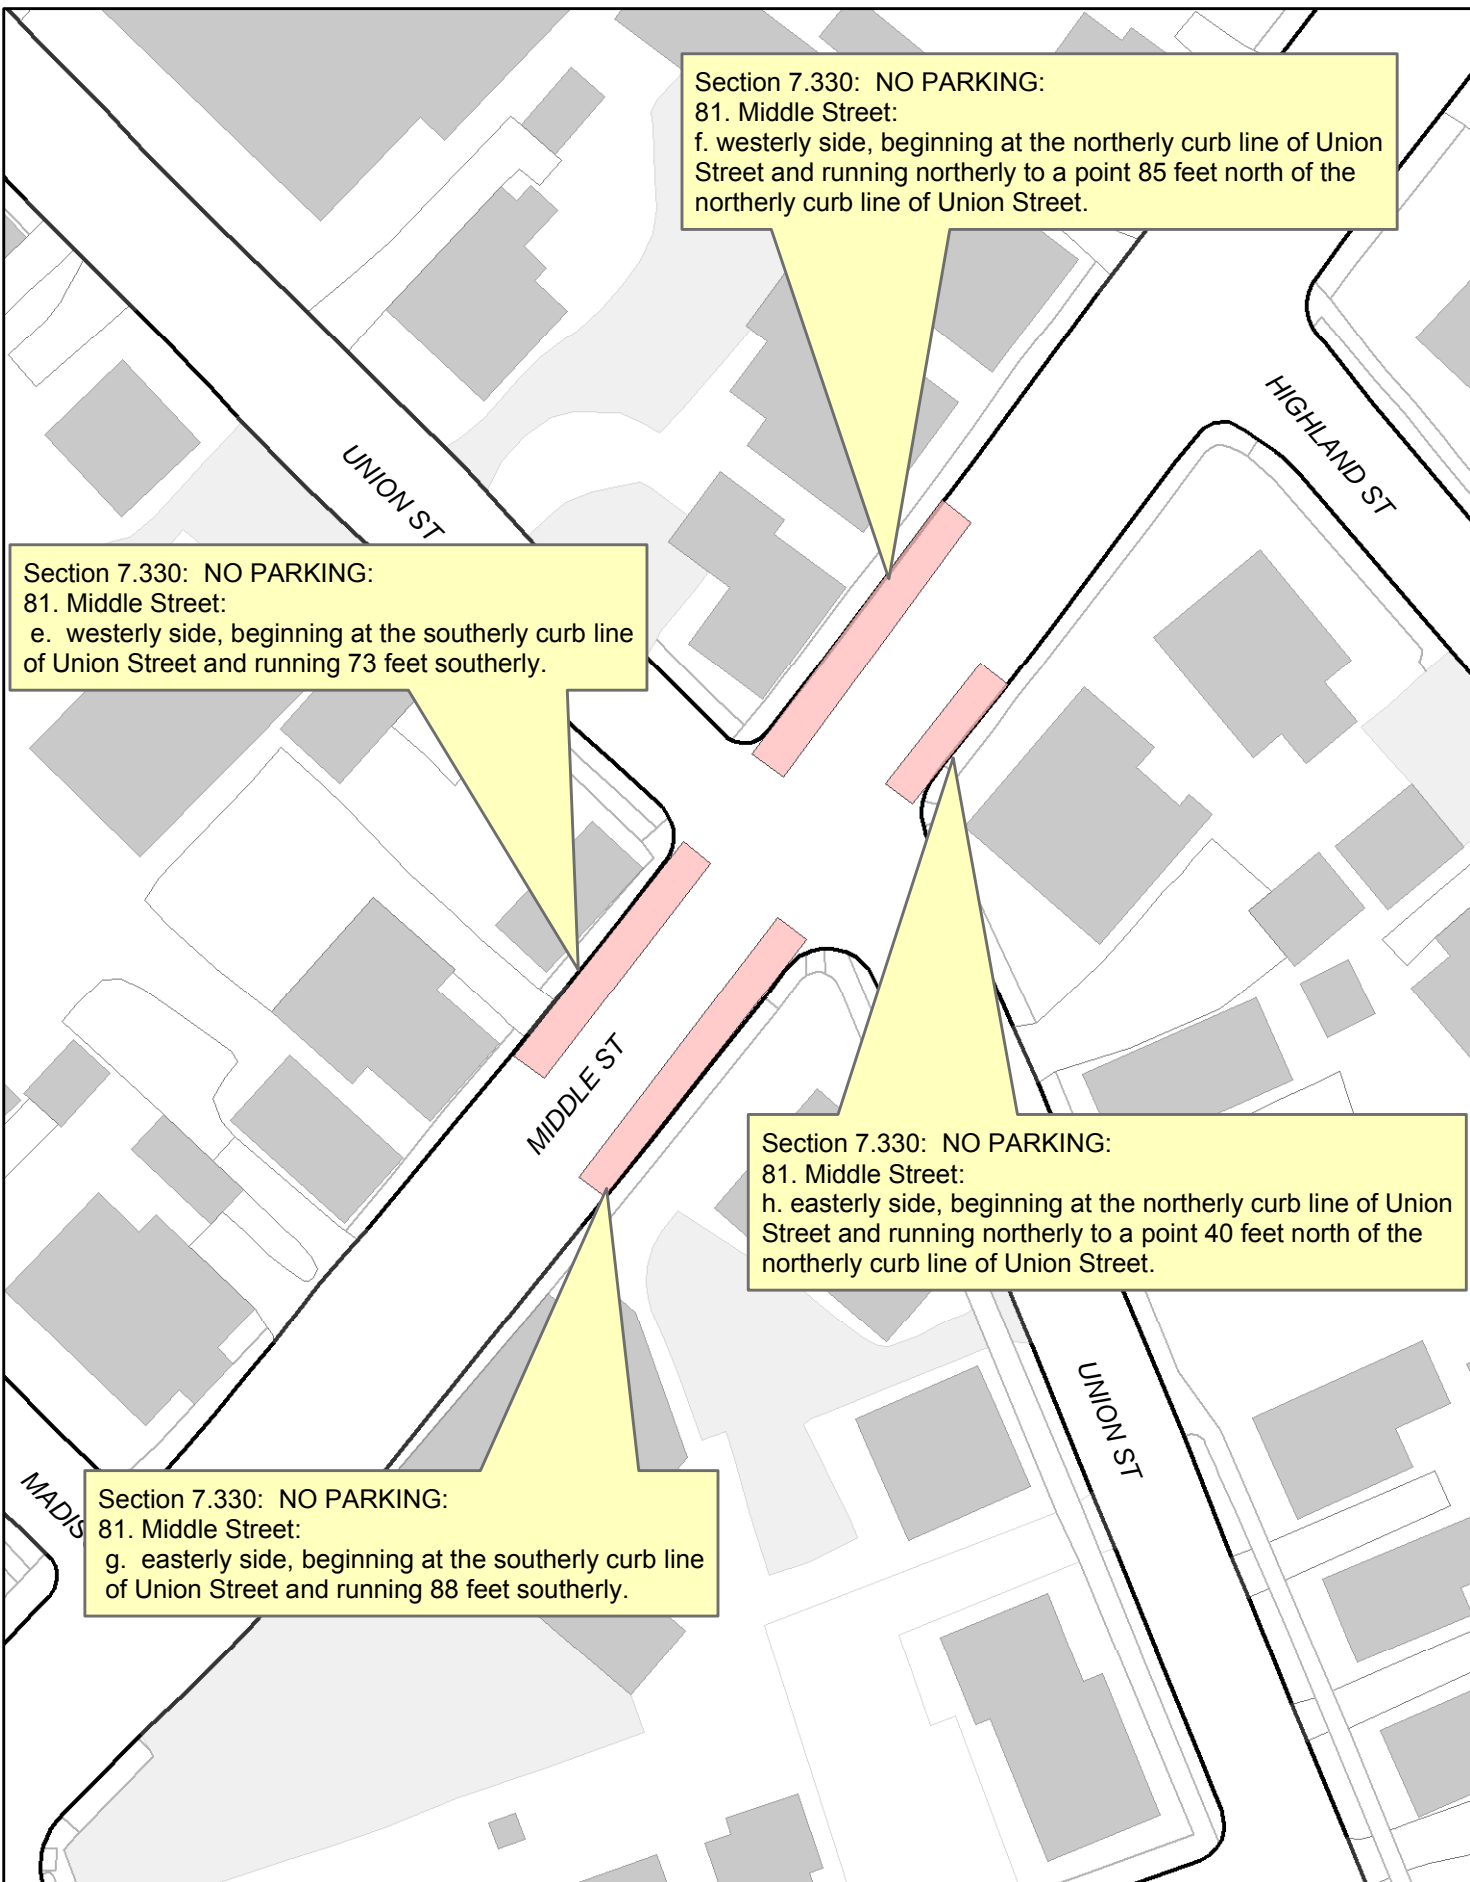 Section 7.330:  NO PARKING:
81. Middle Street:
f. westerly side, beginning at the northerly curb line of Union
Street and running northerly to a point 85 feet north of the
northerly curb line of Union Street.
HIGHLAND ST
UNION ST
Section 7.330:  NO PARKING:
81. Middle Street:
e.  westerly side, beginning at the southerly curb line
of Union Street and running 73 feet southerly.
MIDDLE ST
Section 7.330:  NO PARKING:
81. Middle Street:
h. easterly side, beginning at the northerly curb line of Union
Street and running northerly to a point 40 feet north of the
northerly curb line of Union Street.
UNION ST
MADIS
Section 7.330:  NO PARKING:
81. Middle Street:
g.  easterly side, beginning at the southerly curb line
of Union Street and running 88 feet southerly.